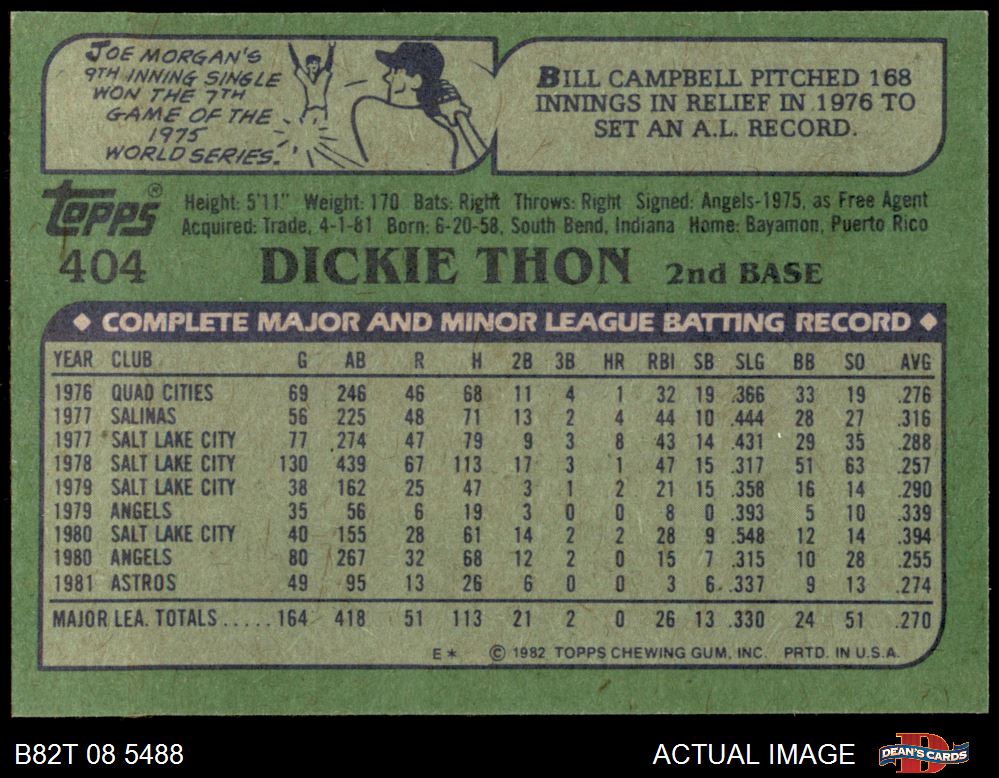 JOE MORGAN'S
9TH INNING SINGLE
WON THE 7TH
GAME OF THE
1975
WORLD SERIES.
BILL CAMPBELL PITCHED 168
INNINGS IN RELIEF IN 1976 TO
SET AN A.L. RECORD.
Topps®
404
Height: 5'11" Weight: 170 Bats: Right Throws: Right Signed: Angels-1975, as Free Agent
Acquired: Trade, 4-1-81 Born: 6-20-58, South Bend, Indiana Home: Bayamon, Puerto Rico
DICKIE THON 2nd BASE
◆ COMPLETE MAJOR AND MINOR LEAGUE BATTING RECORD ◆
YEAR CLUB G AB R H 2B 3B HR RBI SB SLG BB SO AVG
1976 QUAD CITIES 69 246 46 68 11 4 1 32 19 .366 33 19 .276
1977 SALINAS 56 225 48 71 13 2 4 44 10 .444 28 27 .316
1977 SALT LAKE CITY 77 274 47 79 9 3 8 43 14 .431 29 35 .288
1978 SALT LAKE CITY 130 439 67 113 17 3 1 47 15 .317 51 63 .257
1979 SALT LAKE CITY 38 162 25 47 3 1 2 21 15 .358 16 14 .290
1979 ANGELS 35 56 6 19 3 0 0 8 0 .393 5 10 .339
1980 SALT LAKE CITY 40 155 28 61 14 2 2 28 9 .548 12 14 .394
1980 ANGELS 80 267 32 68 12 2 0 15 7 .315 10 28 .255
1981 ASTROS 49 95 13 26 6 0 0 3 6 .337 9 13 .274
MAJOR LEA. TOTALS.....164 418 51 113 21 2 0 26 13 .330 24 51 .270
E* © 1982 TOPPS CHEWING GUM, INC. PRTD. IN U.S.A.
B82T 08 5488
ACTUAL IMAGE
D
DEAN'S CARDS